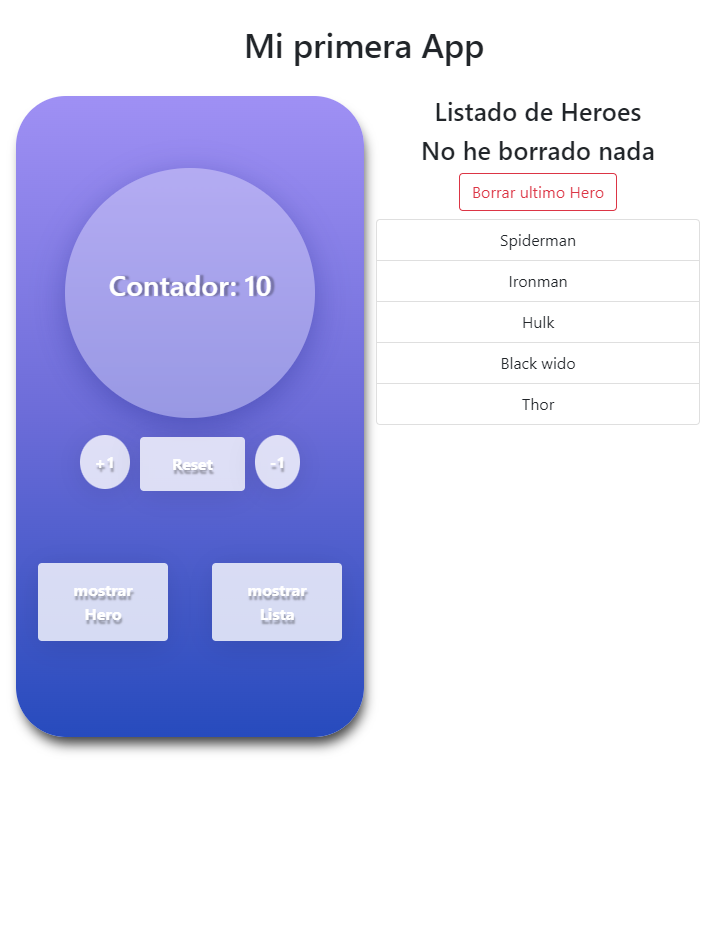 Mi primera App
Contador: 10
+1
Reset
-1
mostrar
Hero
mostrar
Lista
Listado de Heroes
No he borrado nada
Borrar ultimo Hero
Spiderman
Ironman
Hulk
Black wido
Thor